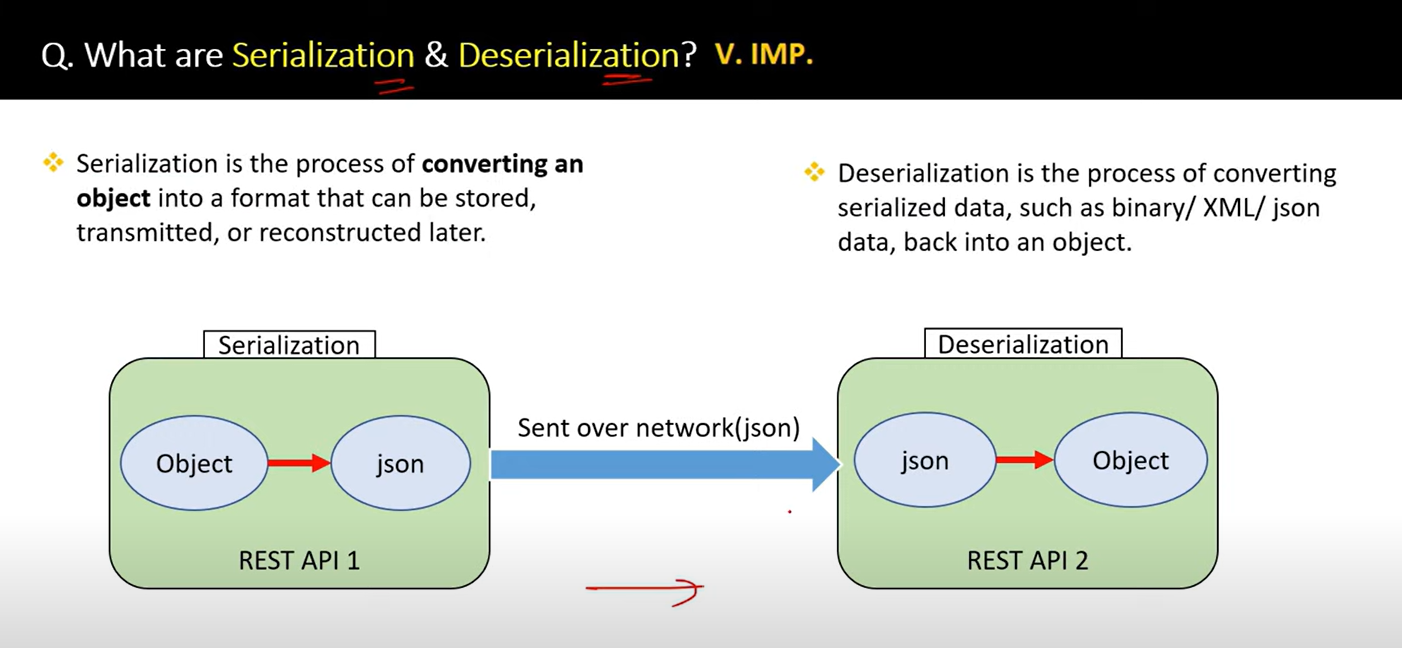 Q. What are Serialization & Deserialization? V. IMP.
Serialization is the process of converting an
object into a format that can be stored,
transmitted, or reconstructed later.
Deserialization is the process of converting
serialized data, such as binary/ XML/ json
data, back into an object.
Serialization
Object
json
REST API 1
Sent over network(json)
Deserialization
json
Object
REST API 2